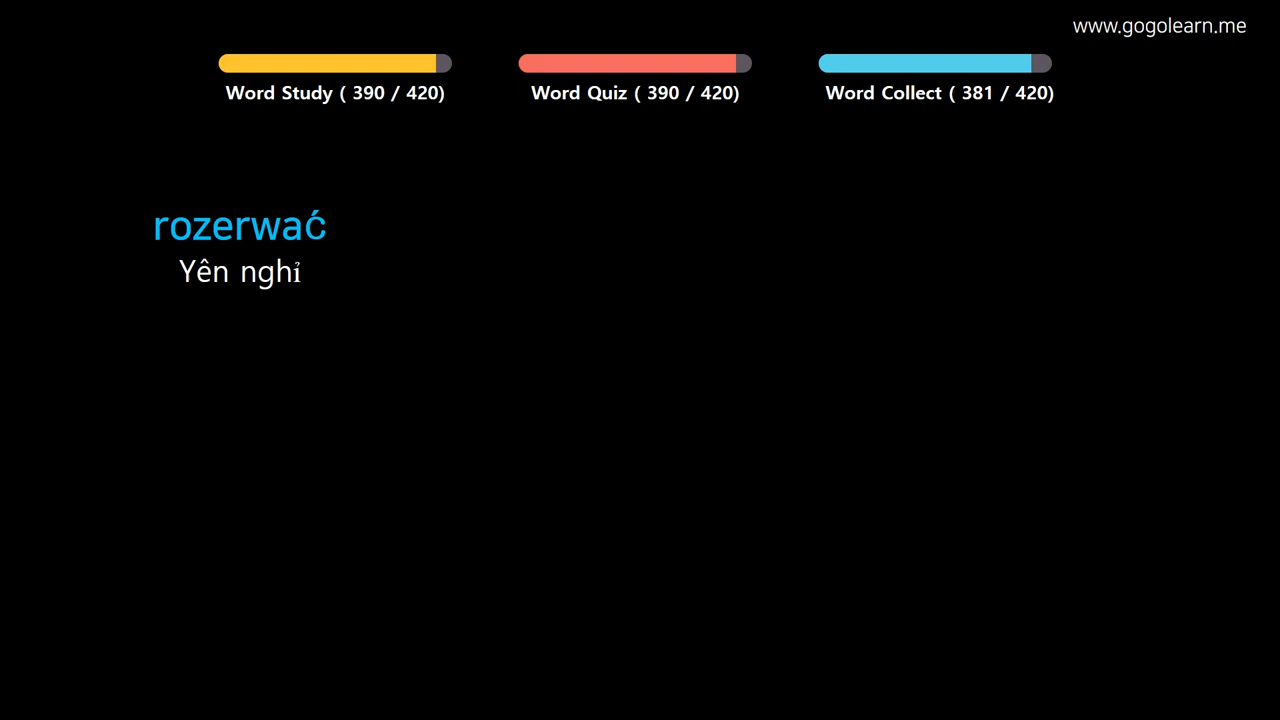 www.gogolearn.me
Word Study ( 390 / 420)
Word Quiz ( 390 / 420)
Word Collect ( 381 / 420)
rozerwać
Yên nghỉ